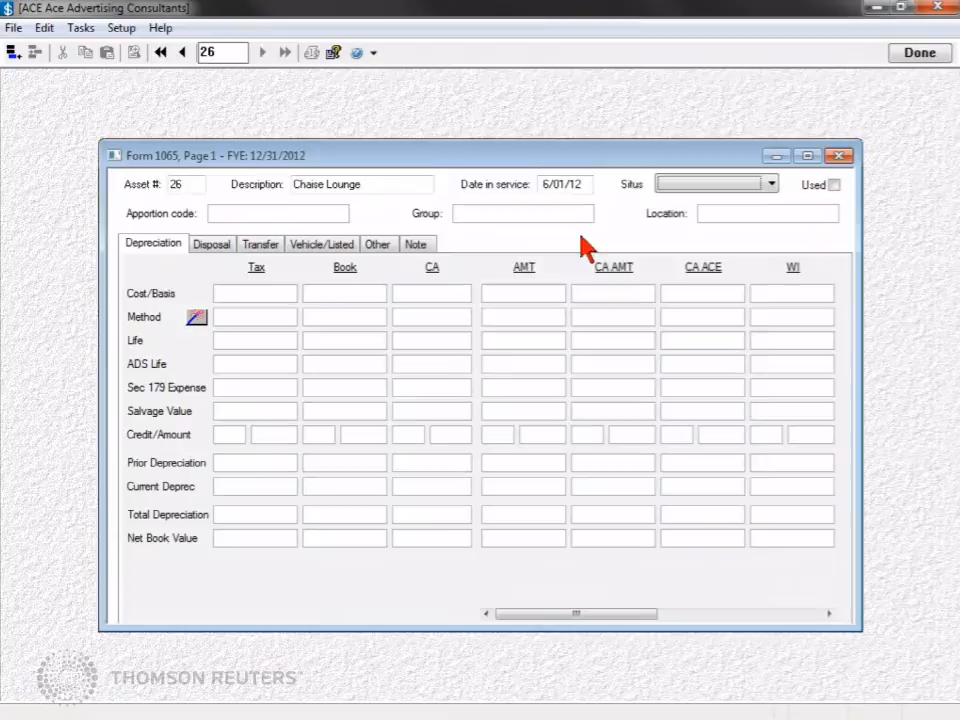 [ACE Ace Advertising Consultants]
File Edit Tasks Setup Help
26 Done
Form 1065, Page 1 - FYE: 12/31/2012
Asset #: 26 Description: Chaise Lounge Date in service: 6/01/12 Situs Used
Apportion code: Group: Location:
Depreciation Disposal Transfer Vehicle/Listed Other Note
Tax Book CA AMT CA AMT CA ACE WI
Cost/Basis
Method
Life
ADS Life
Sec 179 Expense
Salvage Value
Credit/Amount
Prior Depreciation
Current Deprec
Total Depreciation
Net Book Value
THOMSON REUTERS